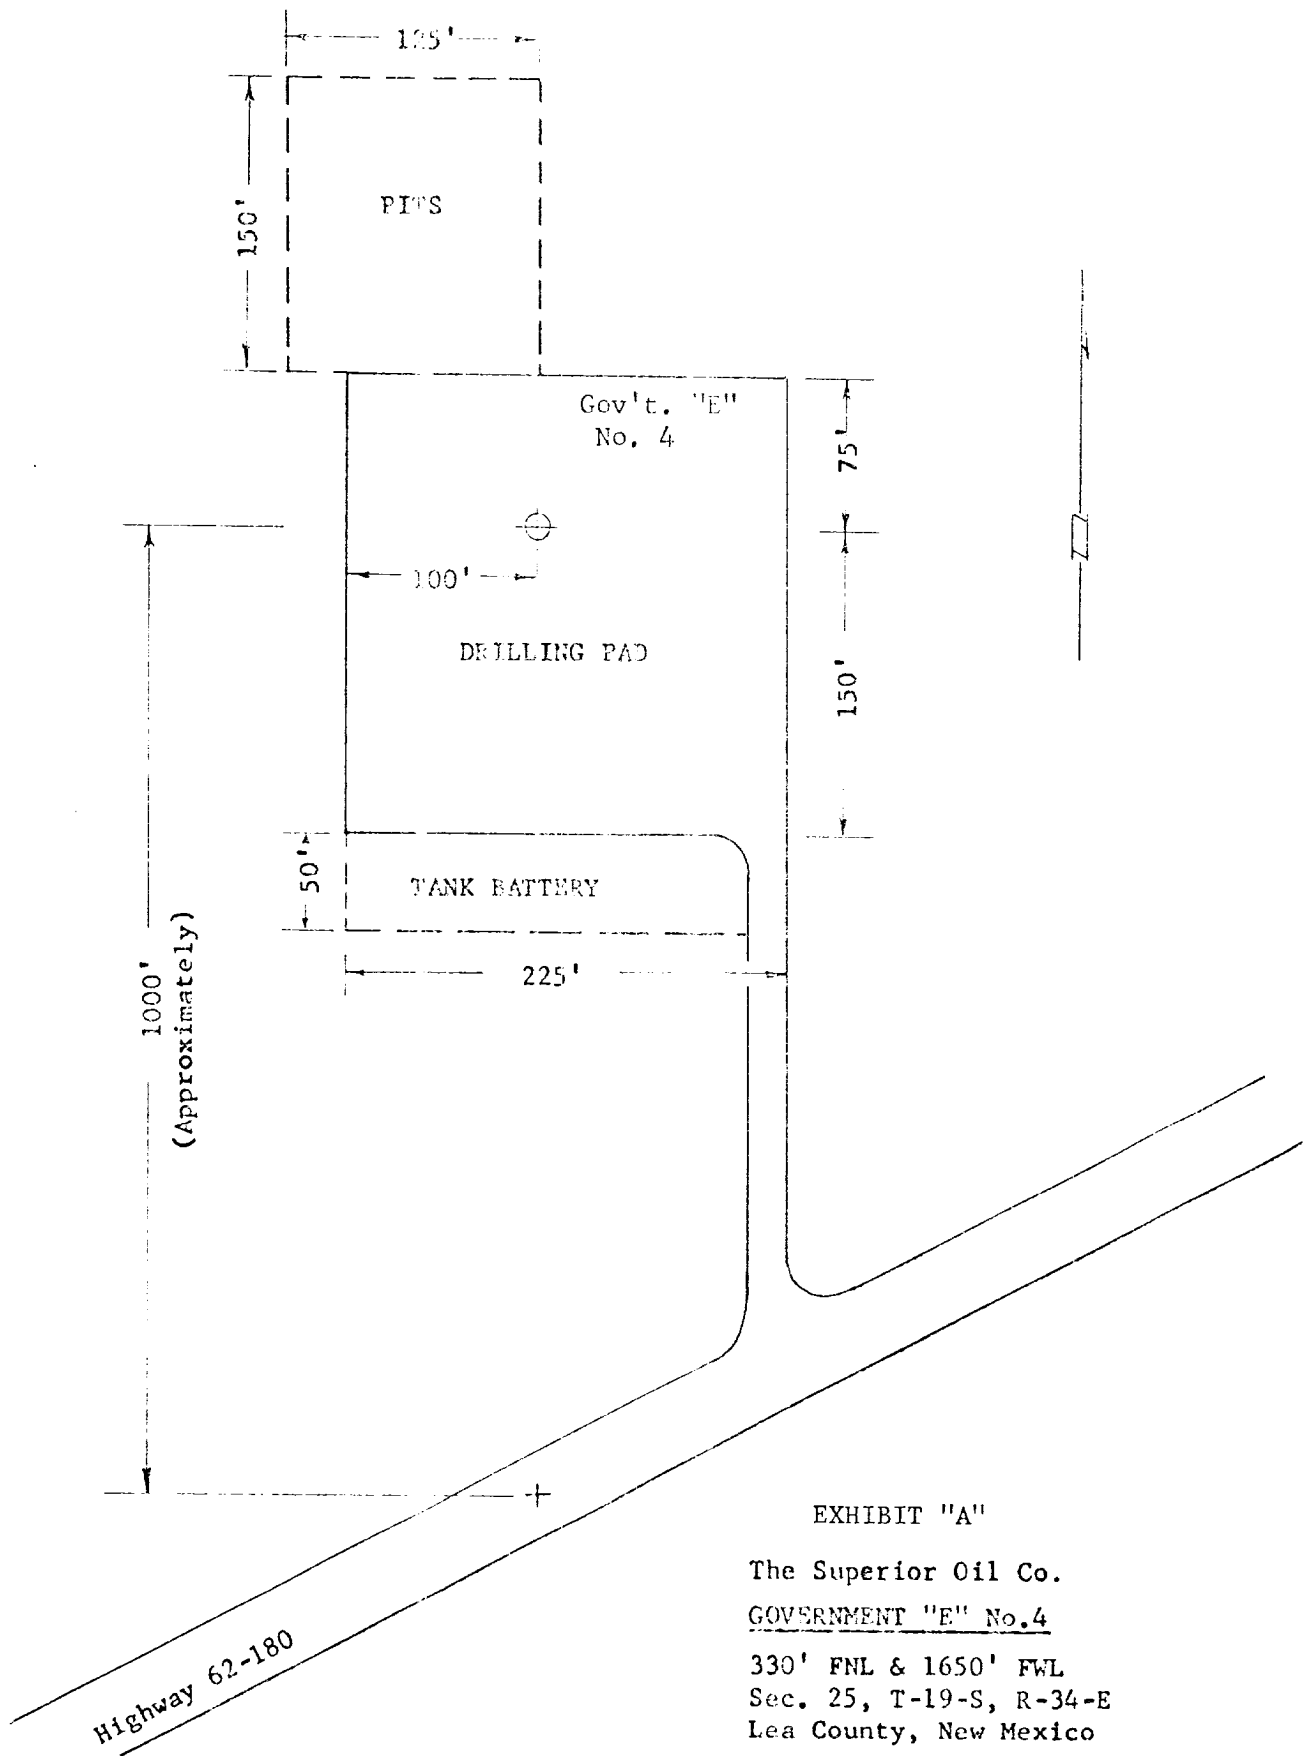 125'
150'
PITS
Gov't. "E"
No. 4
75'
100'
DRILLING PAD
150'
50'
TANK BATTERY
225'
1000'
(Approximately)
Highway 62-180
EXHIBIT "A"
The Superior Oil Co.
GOVERNMENT "E" No.4
330' FNL & 1650' FWL
Sec. 25, T-19-S, R-34-E
Lea County, New Mexico